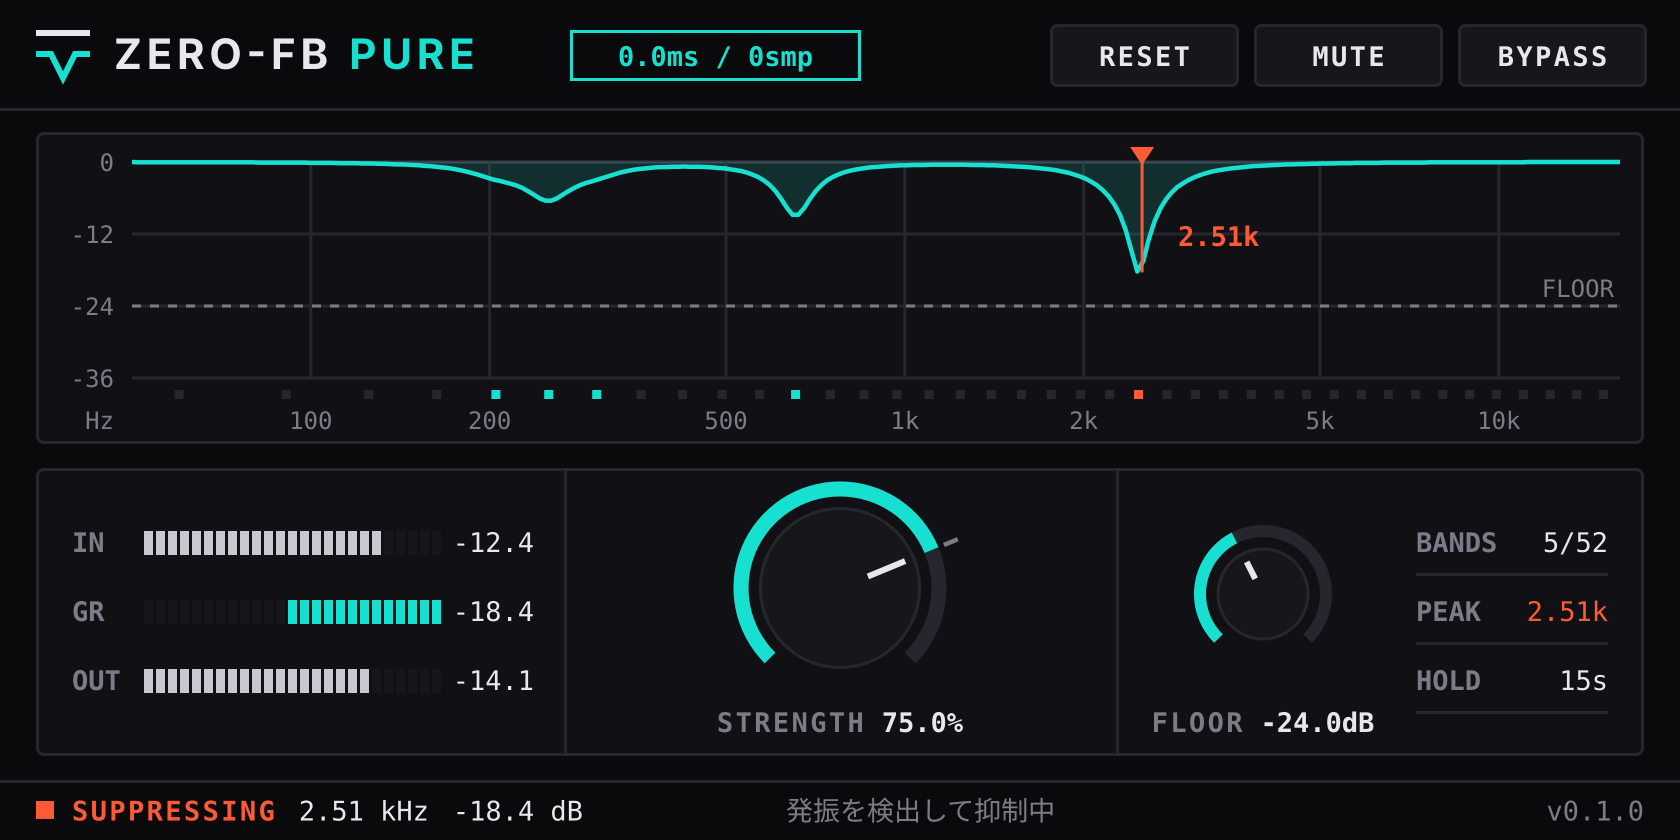 ZERO-FB PURE
0.0ms / 0smp
RESET
MUTE
BYPASS
0
-12
-24
-36
2.51k
FLOOR
Hz 100 200 500 1k 2k 5k 10k
IN -12.4
GR -18.4
OUT -14.1
STRENGTH 75.0%
FLOOR -24.0dB
BANDS 5/52
PEAK 2.51k
HOLD 15s
SUPPRESSING 2.51 kHz -18.4 dB
発振を検出して抑制中
v0.1.0